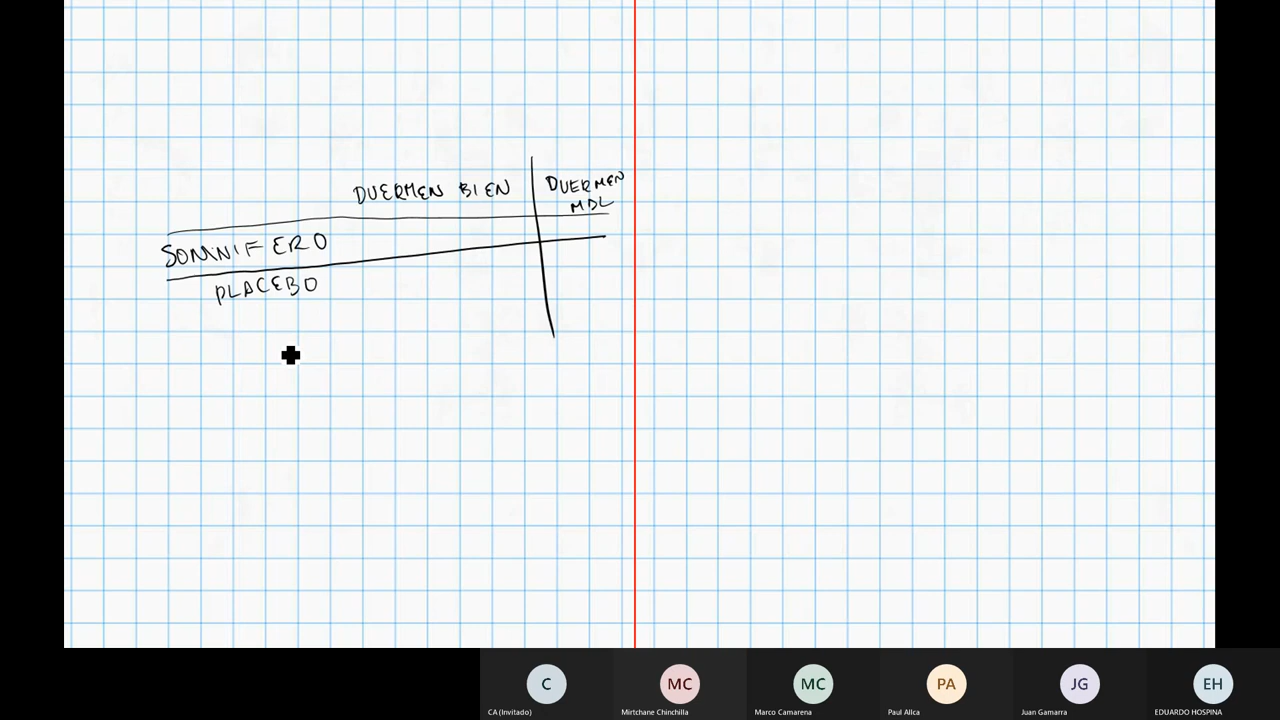 DUERMEN BIEN
DUERMEN
MAL
SOMNIFERO
PLACEBO
C
MC
MC
PA
JG
EH
CA (Invitado)
Mirtchane Chinchilla
Marco Camarena
Paul Allca
Juan Gamarra
EDUARDO HOSPINA